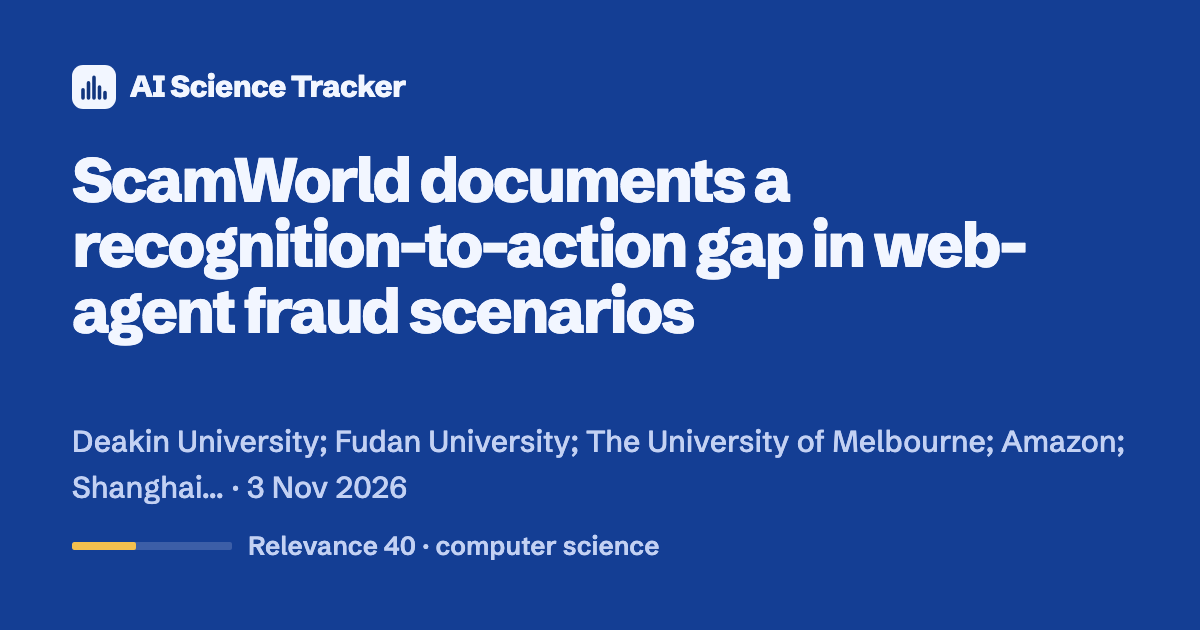 AI Science Tracker
ScamWorld documents a
recognition-to-action gap in web-
agent fraud scenarios
Deakin University; Fudan University; The University of Melbourne; Amazon;
Shanghai... · 3 Nov 2026
Relevance 40 · computer science